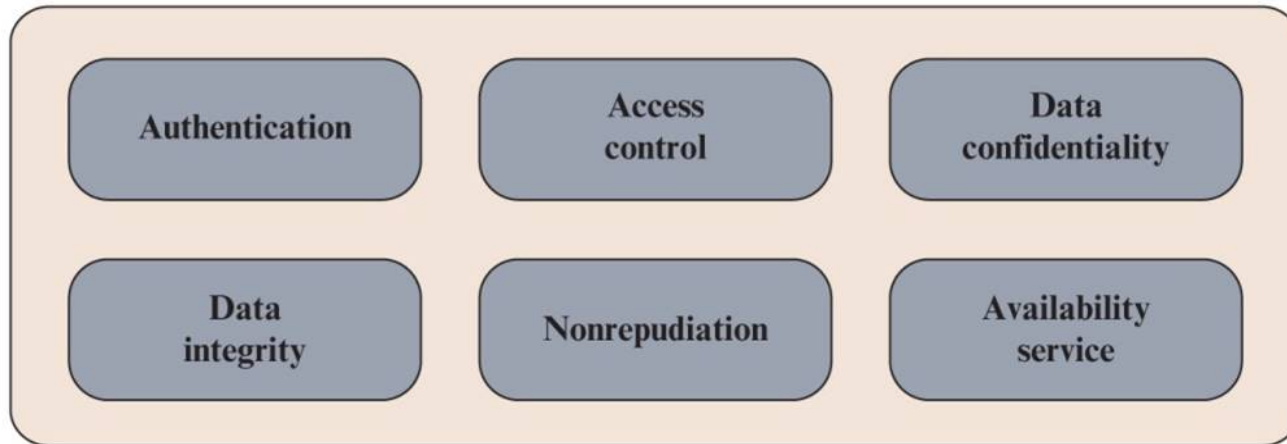 Authentication
Access
control
Data
confidentiality
Data
integrity
Nonrepudiation
Availability
service